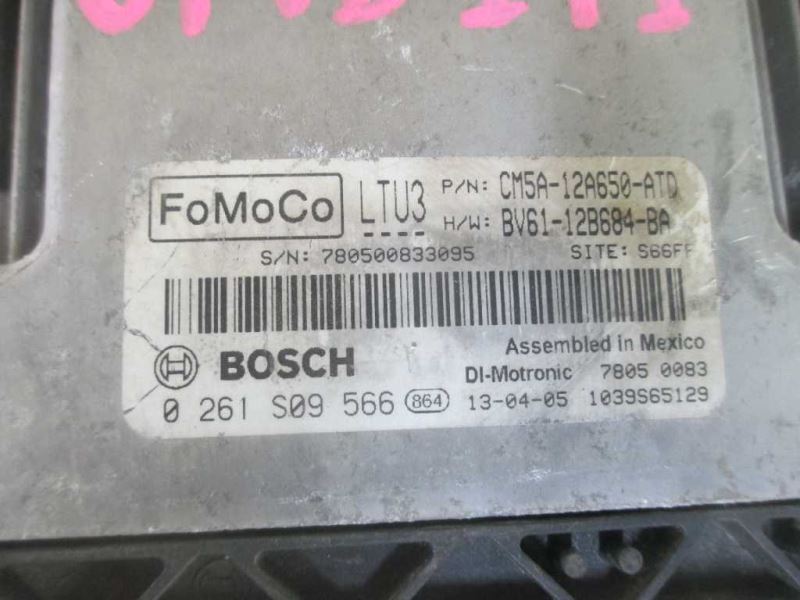 FoMoCo LTU3 P/N: CM5A-12A650-ATD
H/W: BV61-12B684-BA
S/N: 780500833095 SITE: S66FF
BOSCH Assembled in Mexico
DI-Motronic 7805 0083
0 261 S09 566 864 13-04-05 1039S65129